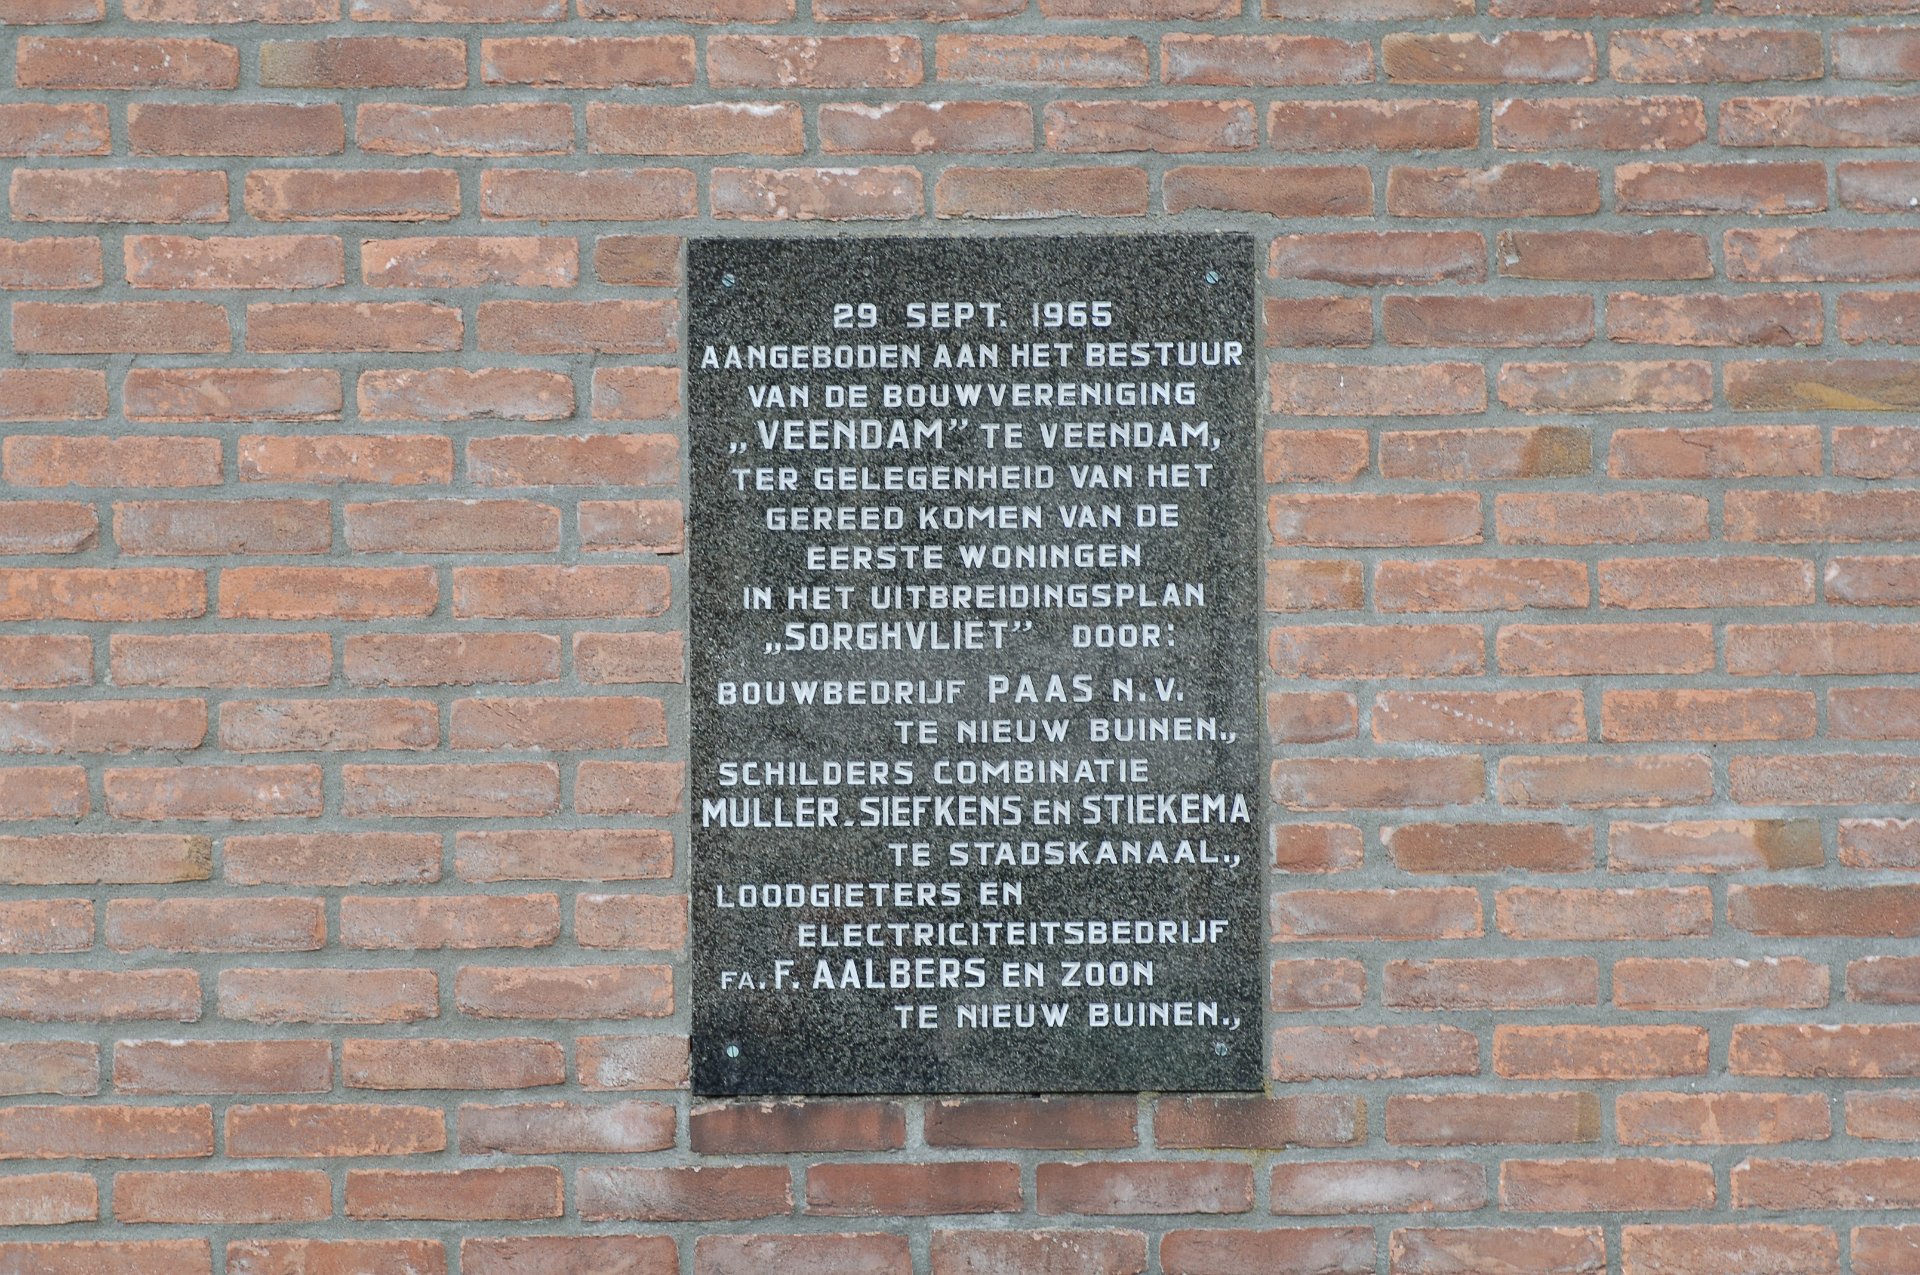 29 SEPT. 1965
AANGEBODEN AAN HET BESTUUR
VAN DE BOUWVERENIGING
„VEENDAM” TE VEENDAM,
TER GELEGENHEID VAN HET
GEREED KOMEN VAN DE
EERSTE WONINGEN
IN HET UITBREIDINGSPLAN
„SORGHVLIET” DOOR:
BOUWBEDRIJF PAAS N.V.
TE NIEUW BUINEN.,
SCHILDERS COMBINATIE
MULLER-SIEFKENS EN STIEKEMA
TE STADSKANAAL.,
LOODGIETERS EN
ELECTRICITEITSBEDRIJF
FA. F. AALBERS EN ZOON
TE NIEUW BUINEN.,